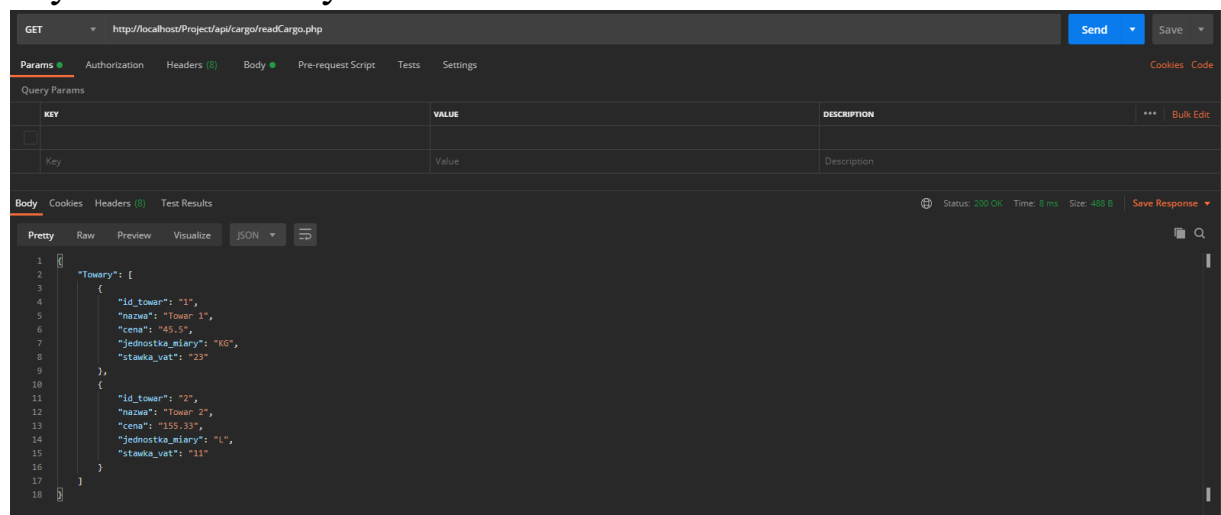 GET http://localhost/Project/api/cargo/readCargo.php Send Save
Params Authorization Headers (8) Body Pre-request Script Tests Settings Cookies Code
Query Params
KEY VALUE DESCRIPTION ••• Bulk Edit
Key Value Description
Body Cookies Headers (8) Test Results Status: 200 OK Time: 8 ms Size: 488 B Save Response
Pretty Raw Preview Visualize JSON
1 {
2 "Towary": [
3 {
4 "id_towar": "1",
5 "nazwa": "Towar 1",
6 "cena": "45.5",
7 "jednostka_miary": "KG",
8 "stawka_vat": "23"
9 },
10 {
11 "id_towar": "2",
12 "nazwa": "Towar 2",
13 "cena": "155.33",
14 "jednostka_miary": "L",
15 "stawka_vat": "11"
16 }
17 ]
18 }